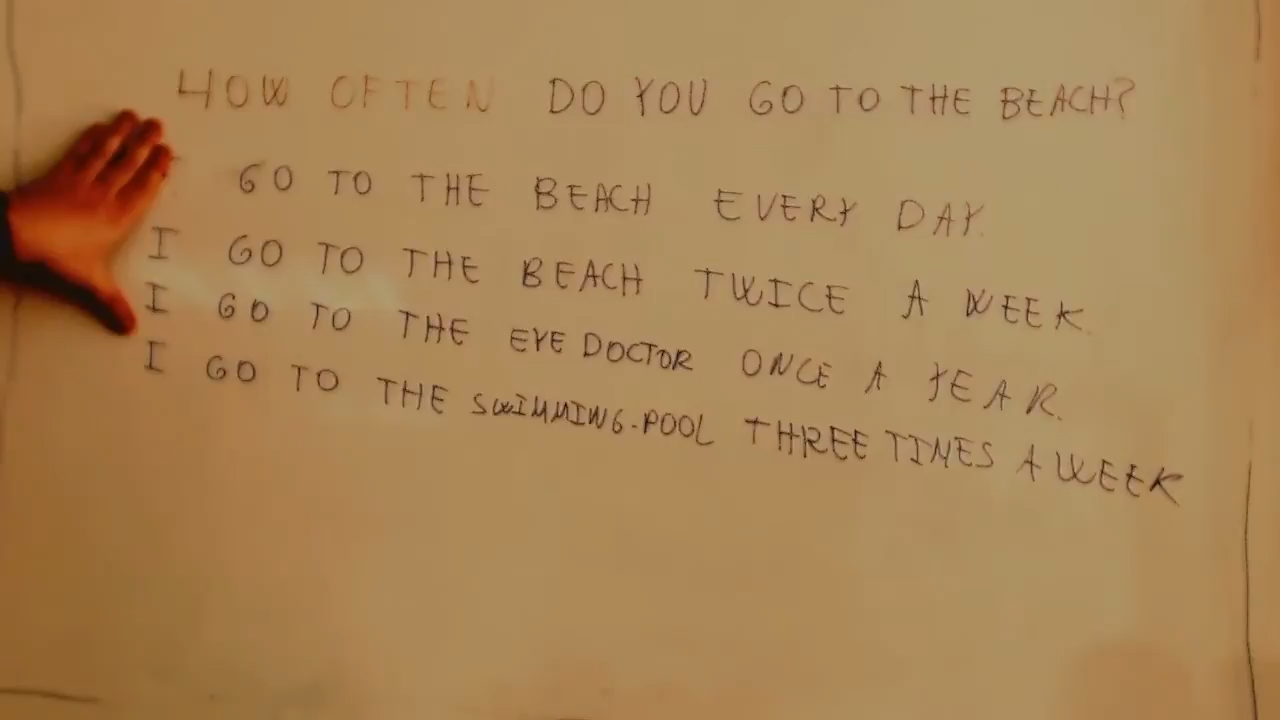 HOW OFTEN DO YOU GO TO THE BEACH?
GO TO THE BEACH EVERY DAY.
I GO TO THE BEACH TWICE A WEEK.
I GO TO THE EYE DOCTOR ONCE A YEAR.
I GO TO THE SWIMMING-POOL THREE TIMES A WEEK